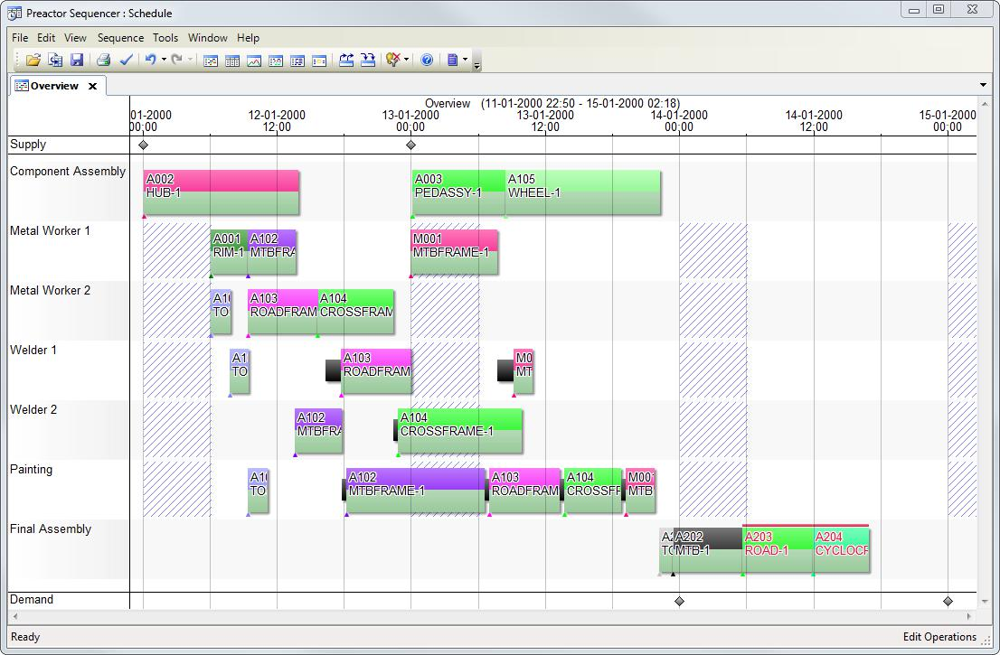 Preactor Sequencer : Schedule
File Edit View Sequence Tools Window Help
Overview
Overview (11-01-2000 22:50 - 15-01-2000 02:18)
01-2000 12-01-2000 13-01-2000 13-01-2000 14-01-2000 14-01-2000 15-01-2000
00:00 12:00 00:00 12:00 00:00 12:00 00:00
Supply
Component Assembly
A002 A003 A105
HUB-1 PEDASSY-1 WHEEL-1
Metal Worker 1
A001 A102 M001
RIM-1 MTBFRA MTBFRAME-1
Metal Worker 2
A10 A103 A104
TO ROADFRAM CROSSFRAM
Welder 1
A1 A103 M0
TO ROADFRAM MT
Welder 2
A102 A104
MTBFRA CROSSFRAME-1
Painting
A10 A102 A103 A104 M00
TO MTBFRAME-1 ROADFRAM CROSSFF MTB
Final Assembly
A2 A202 A203 A204
TO MTB-1 ROAD-1 CYCLOCF
Demand
Ready Edit Operations